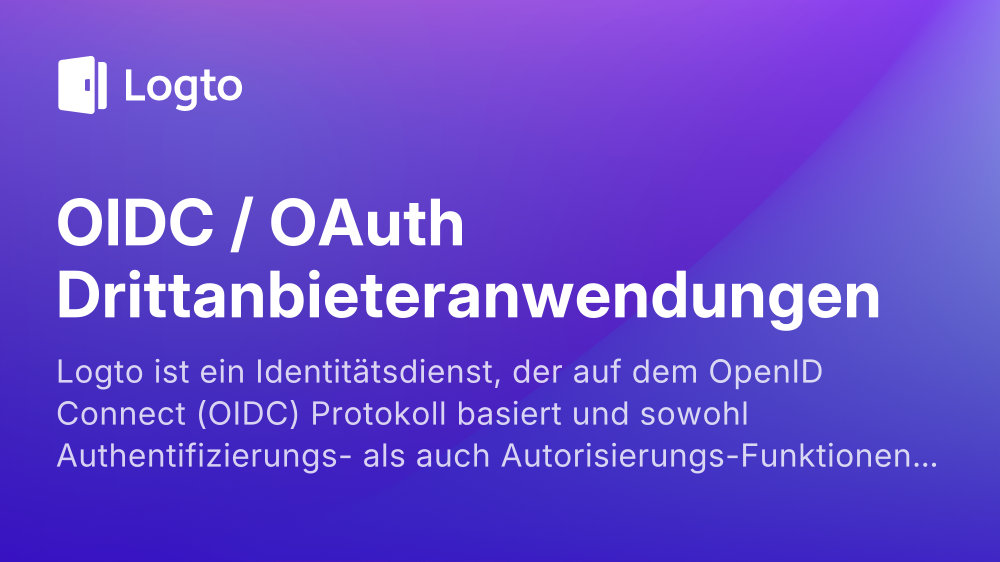 Logto
OIDC / OAuth
Drittanbieteranwendungen
Logto ist ein Identitätsdienst, der auf dem OpenID
Connect (OIDC) Protokoll basiert und sowohl
Authentifizierungs- als auch Autorisierungs-Funktionen...